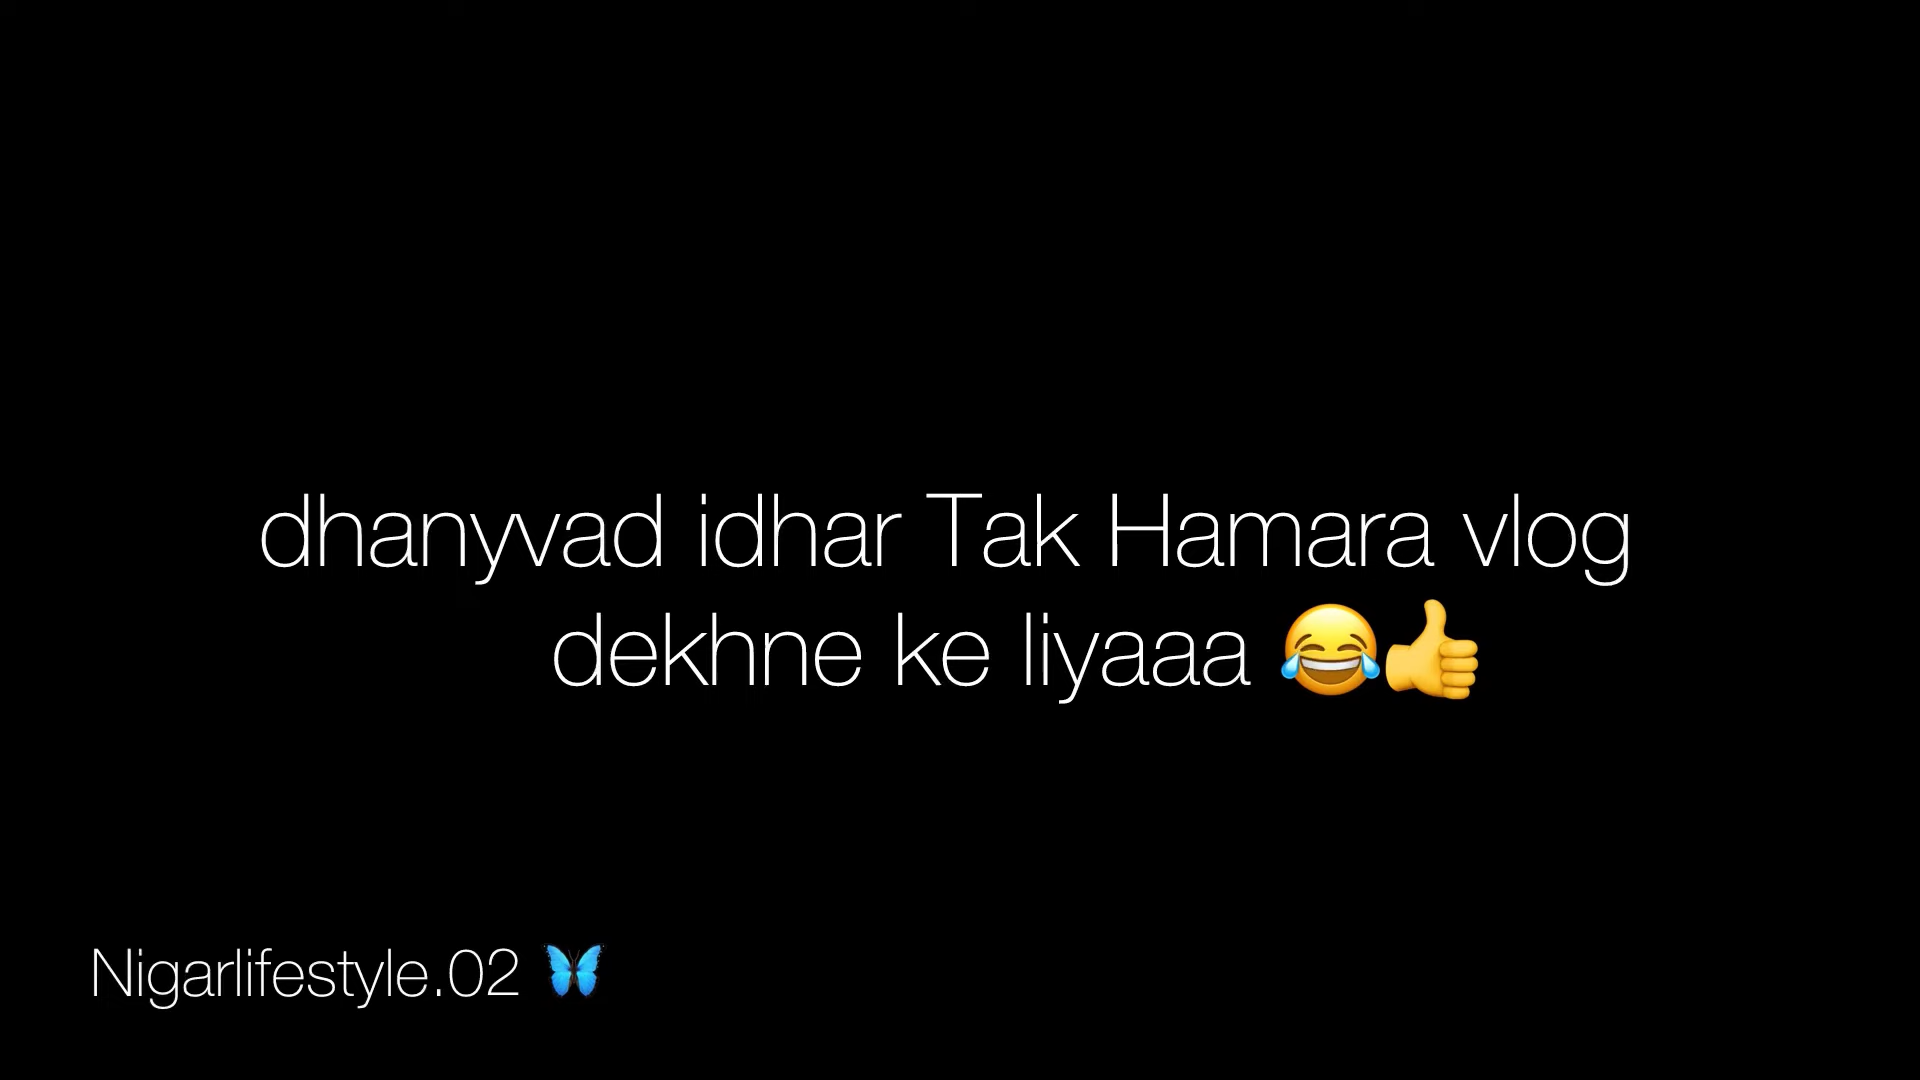 dhanyvad idhar Tak Hamara vlog
dekhne ke liyaaa 😂👍
Nigarlifestyle.02 🦋